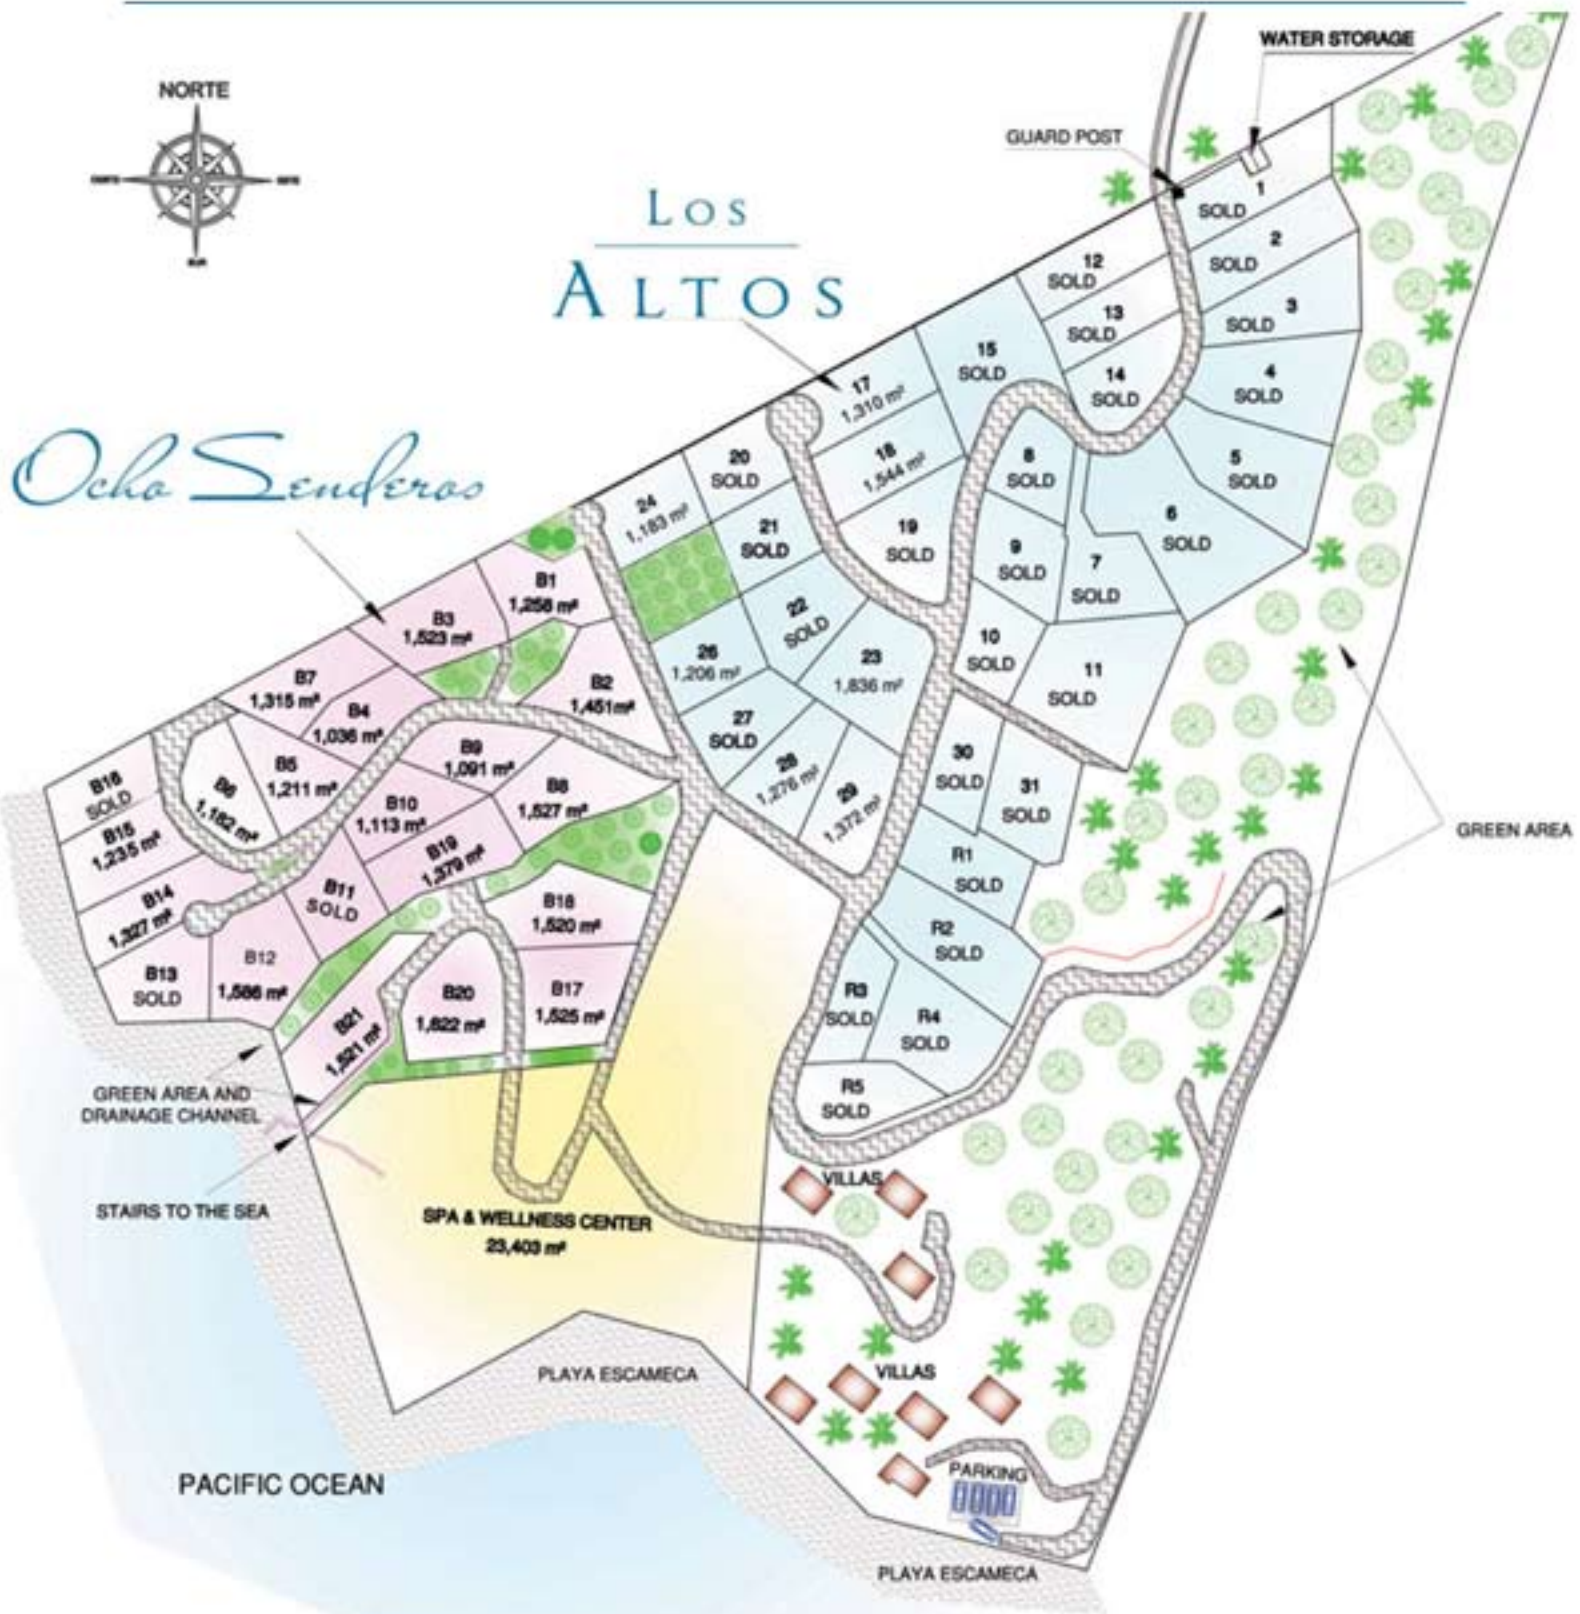 NORTE
SUR
WATER STORAGE
GUARD POST
Los
ALTOS
Ocho Senderos
1
SOLD
2
SOLD
3
SOLD
4
SOLD
5
SOLD
6
SOLD
7
SOLD
8
SOLD
9
SOLD
10
SOLD
11
SOLD
12
SOLD
13
SOLD
14
SOLD
15
SOLD
17
1,310 m²
18
1,544 m²
19
SOLD
20
SOLD
21
SOLD
22
SOLD
23
1,836 m²
24
1,183 m²
26
1,206 m²
27
SOLD
28
1,276 m²
29
1,372 m²
30
SOLD
31
SOLD
R1
SOLD
R2
SOLD
R3
SOLD
R4
SOLD
R5
SOLD
B1
1,258 m²
B2
1,451m²
B3
1,523 m²
B7
1,315 m²
B4
1,036 m²
B5
1,211 m²
B6
1,182 m²
B9
1,091 m²
B8
1,527 m²
B10
1,113 m²
B19
1,379 m²
B11
SOLD
B16
SOLD
B15
1,235 m²
B14
1,327 m²
B13
SOLD
B12
1,586 m²
B18
1,520 m²
B17
1,525 m²
B20
1,622 m²
B21
1,521 m²
GREEN AREA
GREEN AREA AND
DRAINAGE CHANNEL
STAIRS TO THE SEA
SPA & WELLNESS CENTER
23,403 m²
VILLAS
VILLAS
PLAYA ESCAMECA
PARKING
PACIFIC OCEAN
PLAYA ESCAMECA